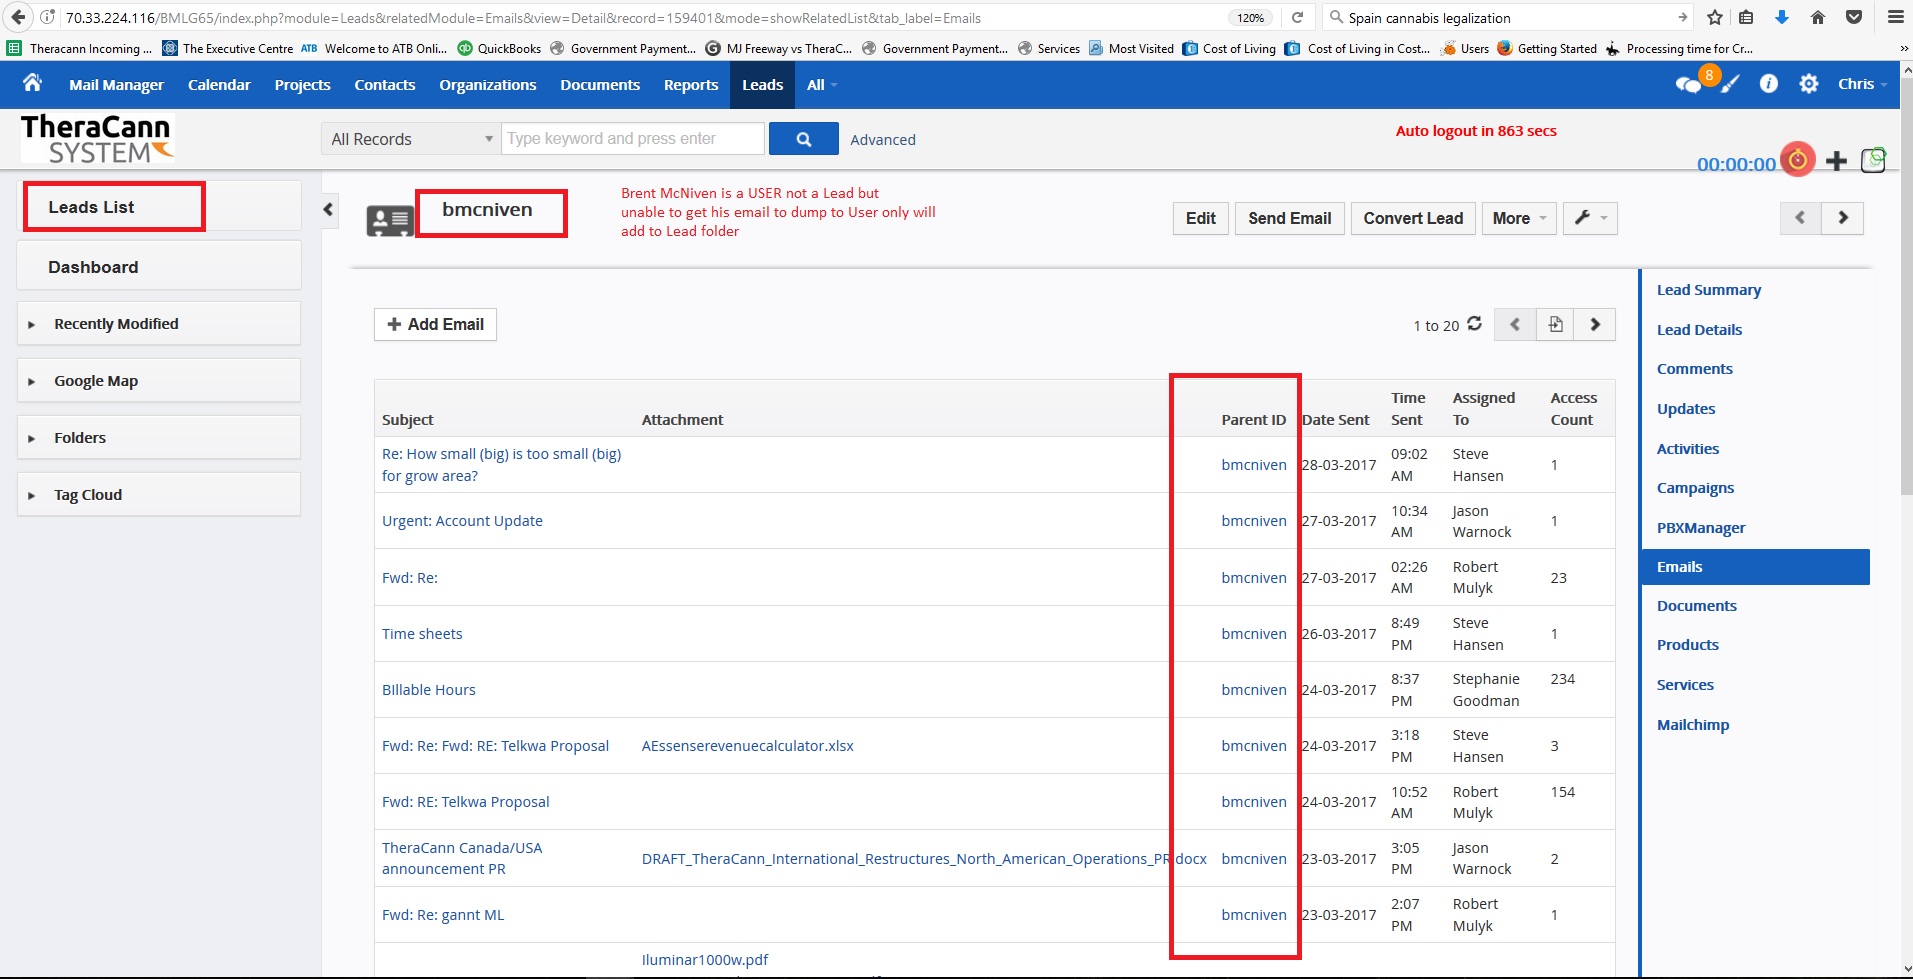 70.33.224.116/BMLG65/index.php?module=Leads&relatedModule=Emails&view=Detail&record=159401&mode=showRelatedList&tab_label=Emails
120%
Spain cannabis legalization
Theracann Incoming ...
The Executive Centre
ATB Welcome to ATB Onli...
QuickBooks
Government Payment...
MJ Freeway vs TheraC...
Government Payment...
Services
Most Visited
Cost of Living
Cost of Living in Cost...
Users
Getting Started
Processing time for Cr...
Mail Manager
Calendar
Projects
Contacts
Organizations
Documents
Reports
Leads
All
8
Chris
TheraCann
SYSTEM
All Records
Type keyword and press enter
Advanced
Auto logout in 863 secs
00:00:00
Leads List
Dashboard
Recently Modified
Google Map
Folders
Tag Cloud
bmcniven
Brent McNiven is a USER not a Lead but
unable to get his email to dump to User only will
add to Lead folder
Edit
Send Email
Convert Lead
More
Add Email
1 to 20
Subject
Attachment
Parent ID
Date Sent
Time
Sent
Assigned
To
Access
Count
Re: How small (big) is too small (big)
for grow area?
bmcniven
28-03-2017
09:02
AM
Steve
Hansen
1
Urgent: Account Update
bmcniven
27-03-2017
10:34
AM
Jason
Warnock
1
Fwd: Re:
bmcniven
27-03-2017
02:26
AM
Robert
Mulyk
23
Time sheets
bmcniven
26-03-2017
8:49
PM
Steve
Hansen
1
BIllable Hours
bmcniven
24-03-2017
8:37
PM
Stephanie
Goodman
234
Fwd: Re: Fwd: RE: Telkwa Proposal
AEssenserevenuecalculator.xlsx
bmcniven
24-03-2017
3:18
PM
Steve
Hansen
3
Fwd: RE: Telkwa Proposal
bmcniven
24-03-2017
10:52
AM
Robert
Mulyk
154
TheraCann Canada/USA
announcement PR
DRAFT_TheraCann_International_Restructures_North_American_Operations_PR.docx
bmcniven
23-03-2017
3:05
PM
Jason
Warnock
2
Fwd: Re: gannt ML
bmcniven
23-03-2017
2:07
PM
Robert
Mulyk
1
Iluminar1000w.pdf
Lead Summary
Lead Details
Comments
Updates
Activities
Campaigns
PBXManager
Emails
Documents
Products
Services
Mailchimp